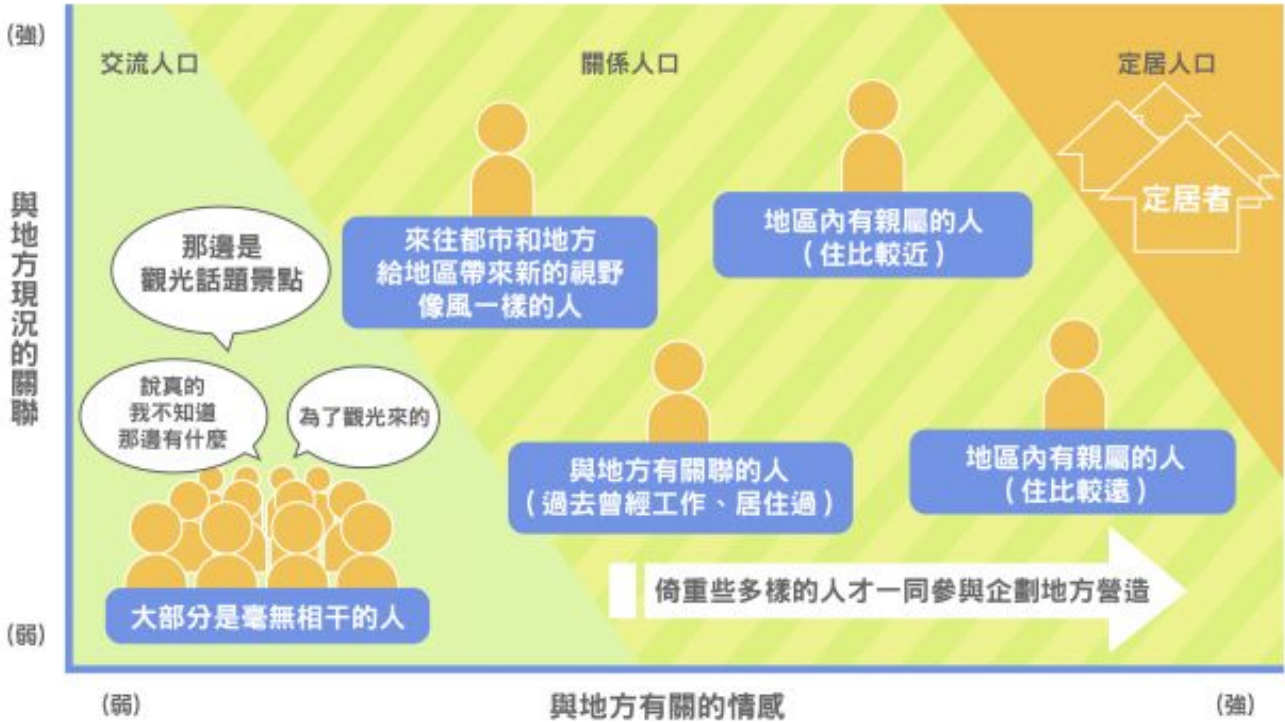 (強)
交流人口
關係人口
定居人口
定居者
地區內有親屬的人
(住比較近)
來往都市和地方
給地區帶來新的視野
像風一樣的人
那邊是
觀光話題景點
與地方現況的關聯
說真的
我不知道
那邊有什麼
為了觀光來的
與地方有關聯的人
(過去曾經工作、居住過)
地區內有親屬的人
(住比較遠)
倚重些多樣的人才一同參與企劃地方營造
大部分是毫無相干的人
(弱)
(弱)
與地方有關的情感
(強)